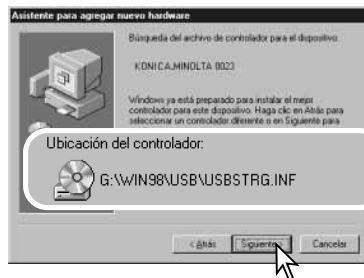 Asistente para agregar nuevo hardware
Búsqueda del archivo de controlador para el dispositivo:
KONICA,MINOLTA 0023
Windows ya está preparado para instalar el mejor
controlador para este dispositivo. Haga clic en Atrás para
seleccionar un controlador diferente o en Siguiente para
Ubicación del controlador:
G:\WIN98\USB\USBSTRG.INF
< Atrás
Siguiente >
Cancelar